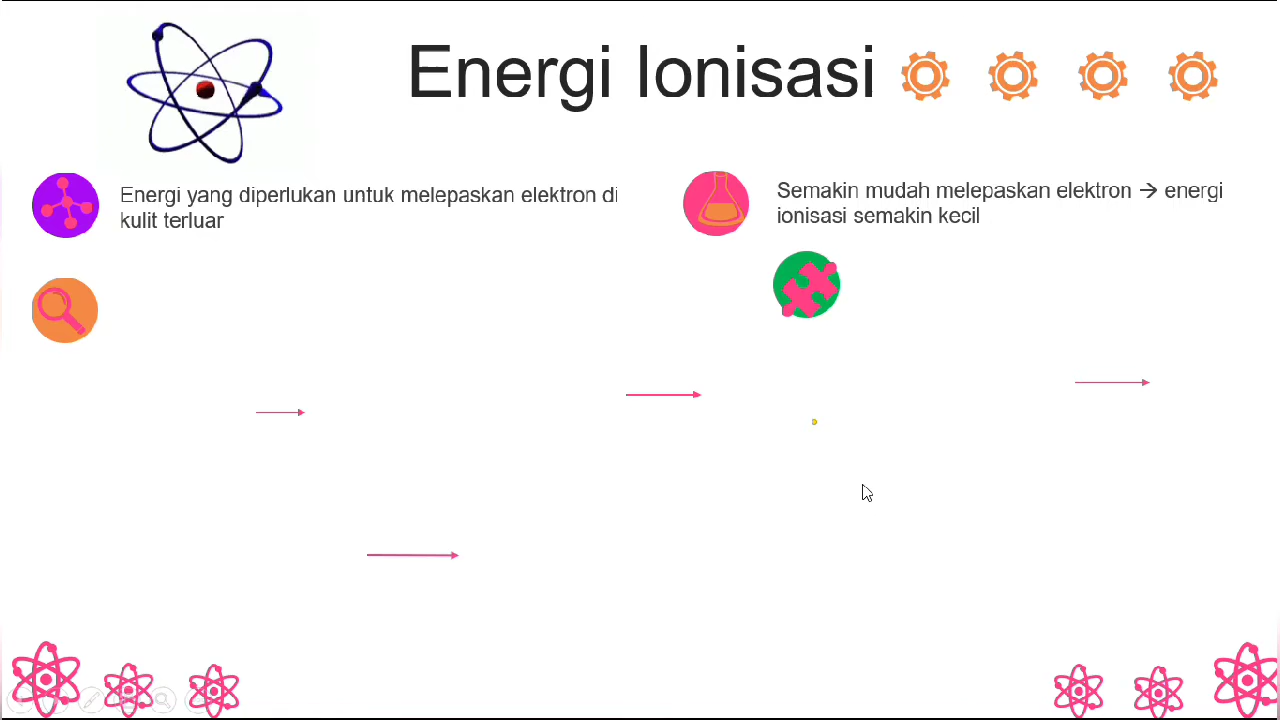 Energi Ionisasi
Energi yang diperlukan untuk melepaskan elektron di
kulit terluar
Semakin mudah melepaskan elektron → energi
ionisasi semakin kecil